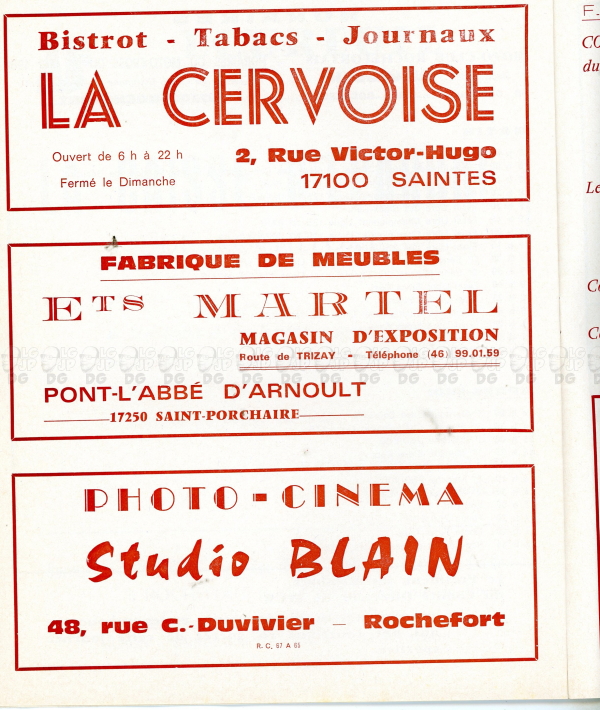 Bistrot - Tabacs - Journaux
LA CERVOISE
Ouvert de 6 h à 22 h
2, Rue Victor-Hugo
Fermé le Dimanche
17100 SAINTES
FABRIQUE DE MEUBLES
ETS MARTEL
MAGASIN D'EXPOSITION
Route de TRIZAY - Téléphone (46) 99.01.59
PONT-L'ABBÉ D'ARNOULT
17250 SAINT-PORCHAIRE
PHOTO - CINEMA
Studio BLAIN
48, rue C.-Duvivier - Rochefort
R.C. 67 A 65